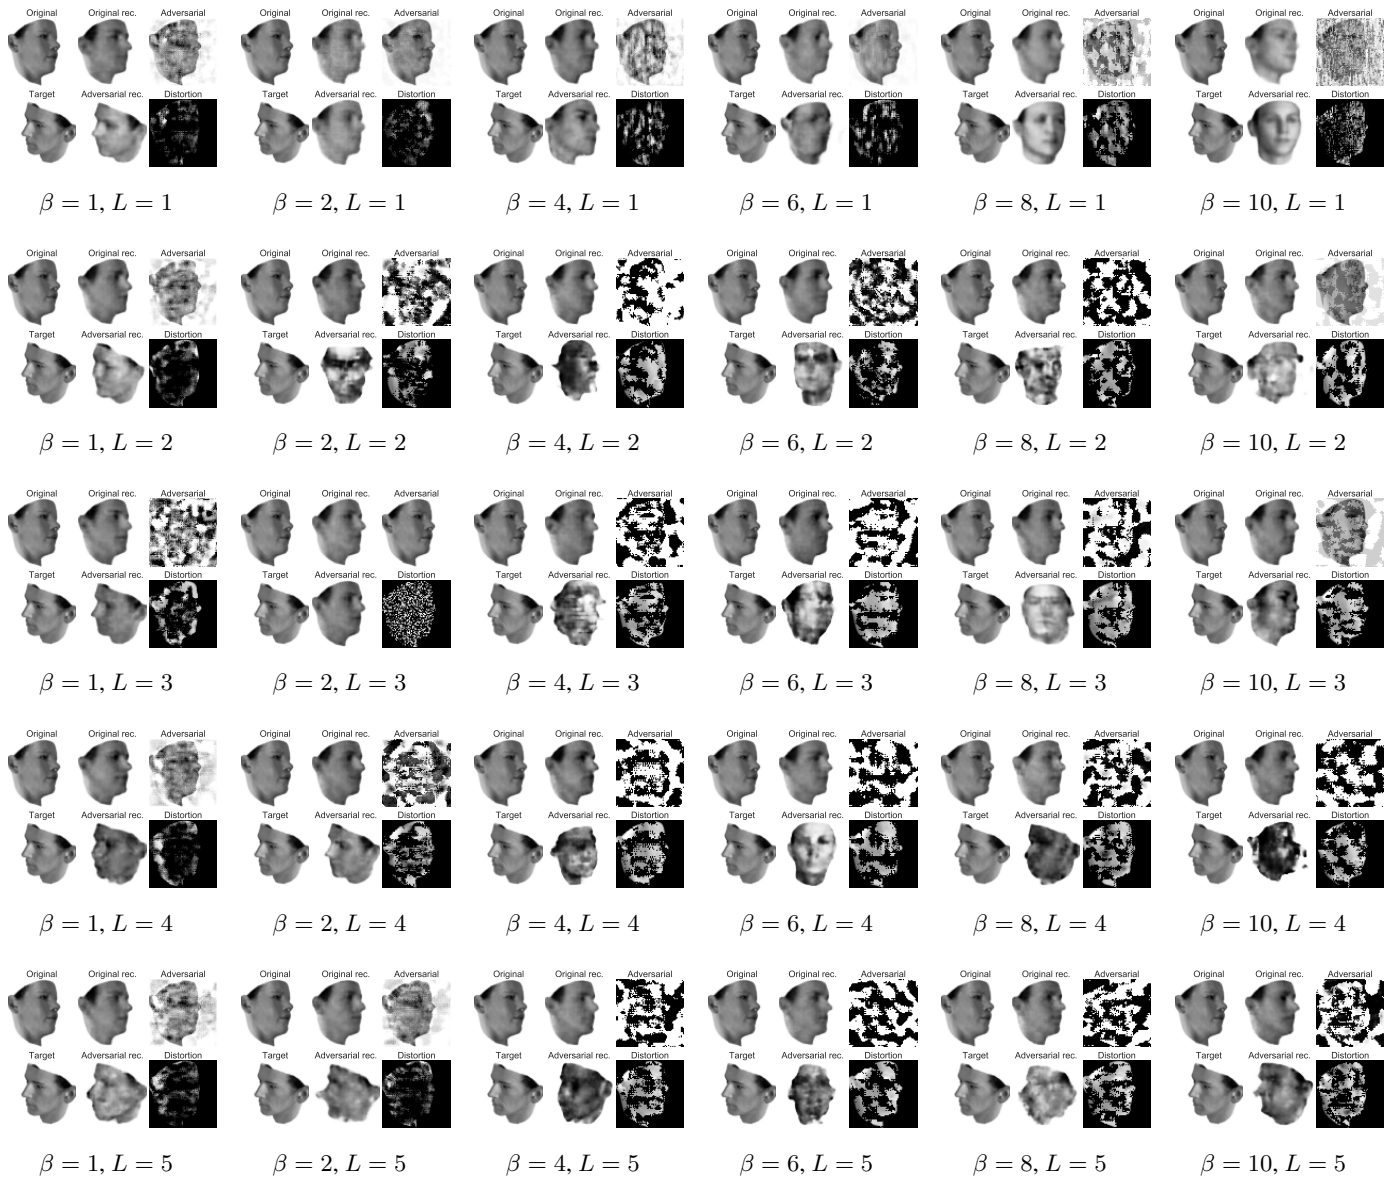 Original Original rec. Adversarial Original Original rec. Adversarial Original Original rec. Adversarial Original Original rec. Adversarial Original Original rec. Adversarial Original Original rec. Adversarial
Target Adversarial rec. Distortion Target Adversarial rec. Distortion Target Adversarial rec. Distortion Target Adversarial rec. Distortion Target Adversarial rec. Distortion Target Adversarial rec. Distortion
β = 1, L = 1 β = 2, L = 1 β = 4, L = 1 β = 6, L = 1 β = 8, L = 1 β = 10, L = 1
Original Original rec. Adversarial Original Original rec. Adversarial Original Original rec. Adversarial Original Original rec. Adversarial Original Original rec. Adversarial Original Original rec. Adversarial
Target Adversarial rec. Distortion Target Adversarial rec. Distortion Target Adversarial rec. Distortion Target Adversarial rec. Distortion Target Adversarial rec. Distortion Target Adversarial rec. Distortion
β = 1, L = 2 β = 2, L = 2 β = 4, L = 2 β = 6, L = 2 β = 8, L = 2 β = 10, L = 2
Original Original rec. Adversarial Original Original rec. Adversarial Original Original rec. Adversarial Original Original rec. Adversarial Original Original rec. Adversarial Original Original rec. Adversarial
Target Adversarial rec. Distortion Target Adversarial rec. Distortion Target Adversarial rec. Distortion Target Adversarial rec. Distortion Target Adversarial rec. Distortion Target Adversarial rec. Distortion
β = 1, L = 3 β = 2, L = 3 β = 4, L = 3 β = 6, L = 3 β = 8, L = 3 β = 10, L = 3
Original Original rec. Adversarial Original Original rec. Adversarial Original Original rec. Adversarial Original Original rec. Adversarial Original Original rec. Adversarial Original Original rec. Adversarial
Target Adversarial rec. Distortion Target Adversarial rec. Distortion Target Adversarial rec. Distortion Target Adversarial rec. Distortion Target Adversarial rec. Distortion Target Adversarial rec. Distortion
β = 1, L = 4 β = 2, L = 4 β = 4, L = 4 β = 6, L = 4 β = 8, L = 4 β = 10, L = 4
Original Original rec. Adversarial Original Original rec. Adversarial Original Original rec. Adversarial Original Original rec. Adversarial Original Original rec. Adversarial Original Original rec. Adversarial
Target Adversarial rec. Distortion Target Adversarial rec. Distortion Target Adversarial rec. Distortion Target Adversarial rec. Distortion Target Adversarial rec. Distortion Target Adversarial rec. Distortion
β = 1, L = 5 β = 2, L = 5 β = 4, L = 5 β = 6, L = 5 β = 8, L = 5 β = 10, L = 5